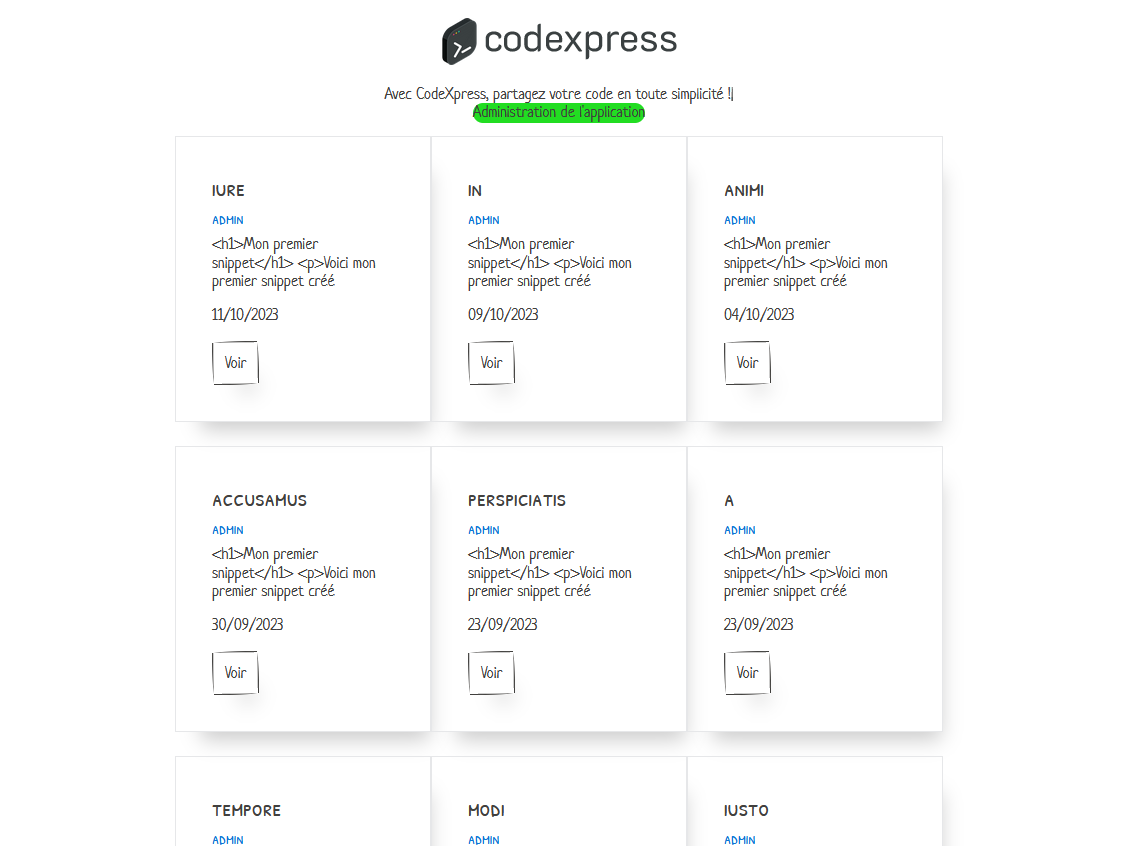 codexpress
Avec CodeXpress, partagez votre code en toute simplicité !|
Administration de l'application
IURE
ADMIN
<h1>Mon premier
snippet</h1> <p>Voici mon
premier snippet créé
11/10/2023
Voir
IN
ADMIN
<h1>Mon premier
snippet</h1> <p>Voici mon
premier snippet créé
09/10/2023
Voir
ANIMI
ADMIN
<h1>Mon premier
snippet</h1> <p>Voici mon
premier snippet créé
04/10/2023
Voir
ACCUSAMUS
ADMIN
<h1>Mon premier
snippet</h1> <p>Voici mon
premier snippet créé
30/09/2023
Voir
PERSPICIATIS
ADMIN
<h1>Mon premier
snippet</h1> <p>Voici mon
premier snippet créé
23/09/2023
Voir
A
ADMIN
<h1>Mon premier
snippet</h1> <p>Voici mon
premier snippet créé
23/09/2023
Voir
TEMPORE
ADMIN
MODI
ADMIN
IUSTO
ADMIN